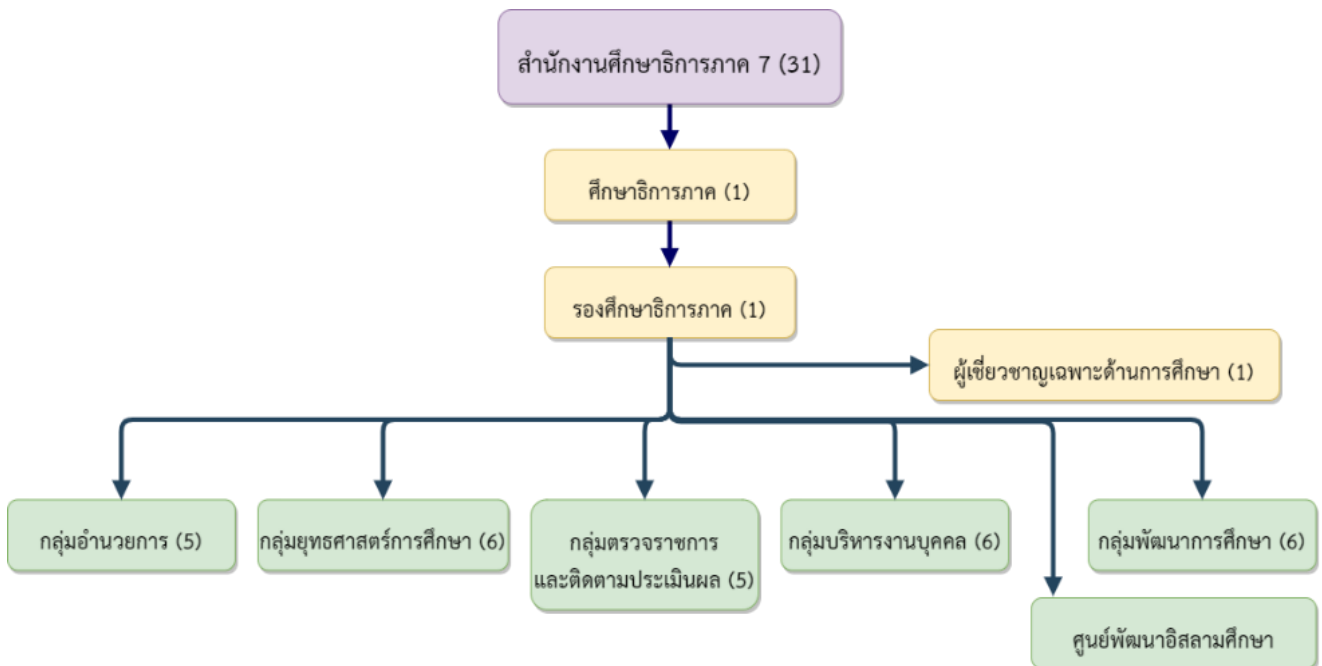 สำนักงานศึกษาธิการภาค 7 (31)
ศึกษาธิการภาค (1)
รองศึกษาธิการภาค (1)
ผู้เชี่ยวชาญเฉพาะด้านการศึกษา (1)
กลุ่มอำนวยการ (5)
กลุ่มยุทธศาสตร์การศึกษา (6)
กลุ่มตรวจราชการ
และติดตามประเมินผล (5)
กลุ่มบริหารงานบุคคล (6)
กลุ่มพัฒนาการศึกษา (6)
ศูนย์พัฒนาอิสลามศึกษา